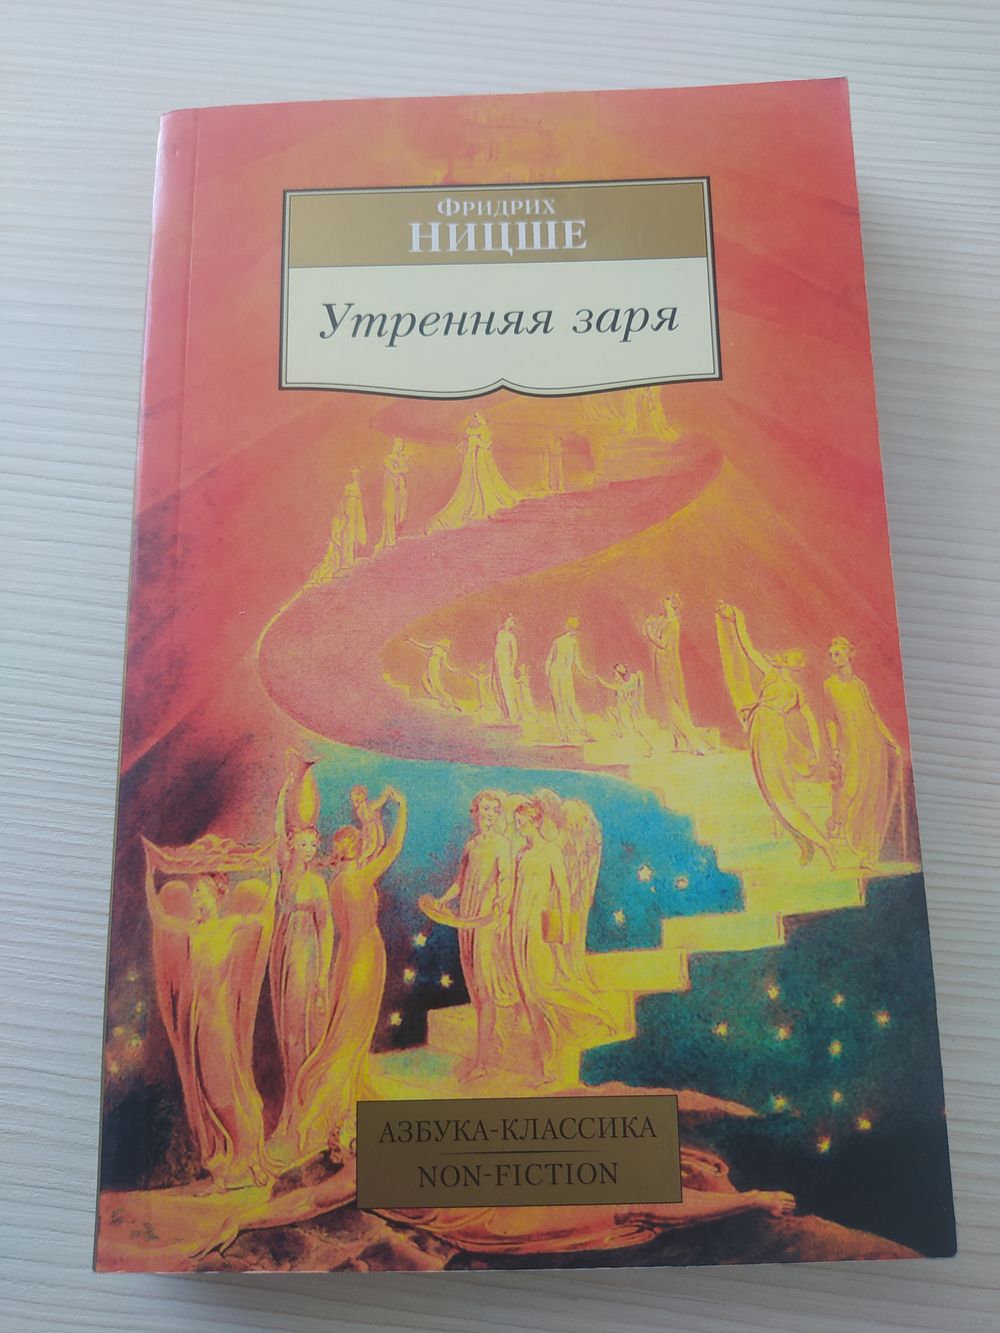 Фридрих
НИЦШЕ
Утренняя заря
АЗБУКА-КЛАССИКА
NON-FICTION